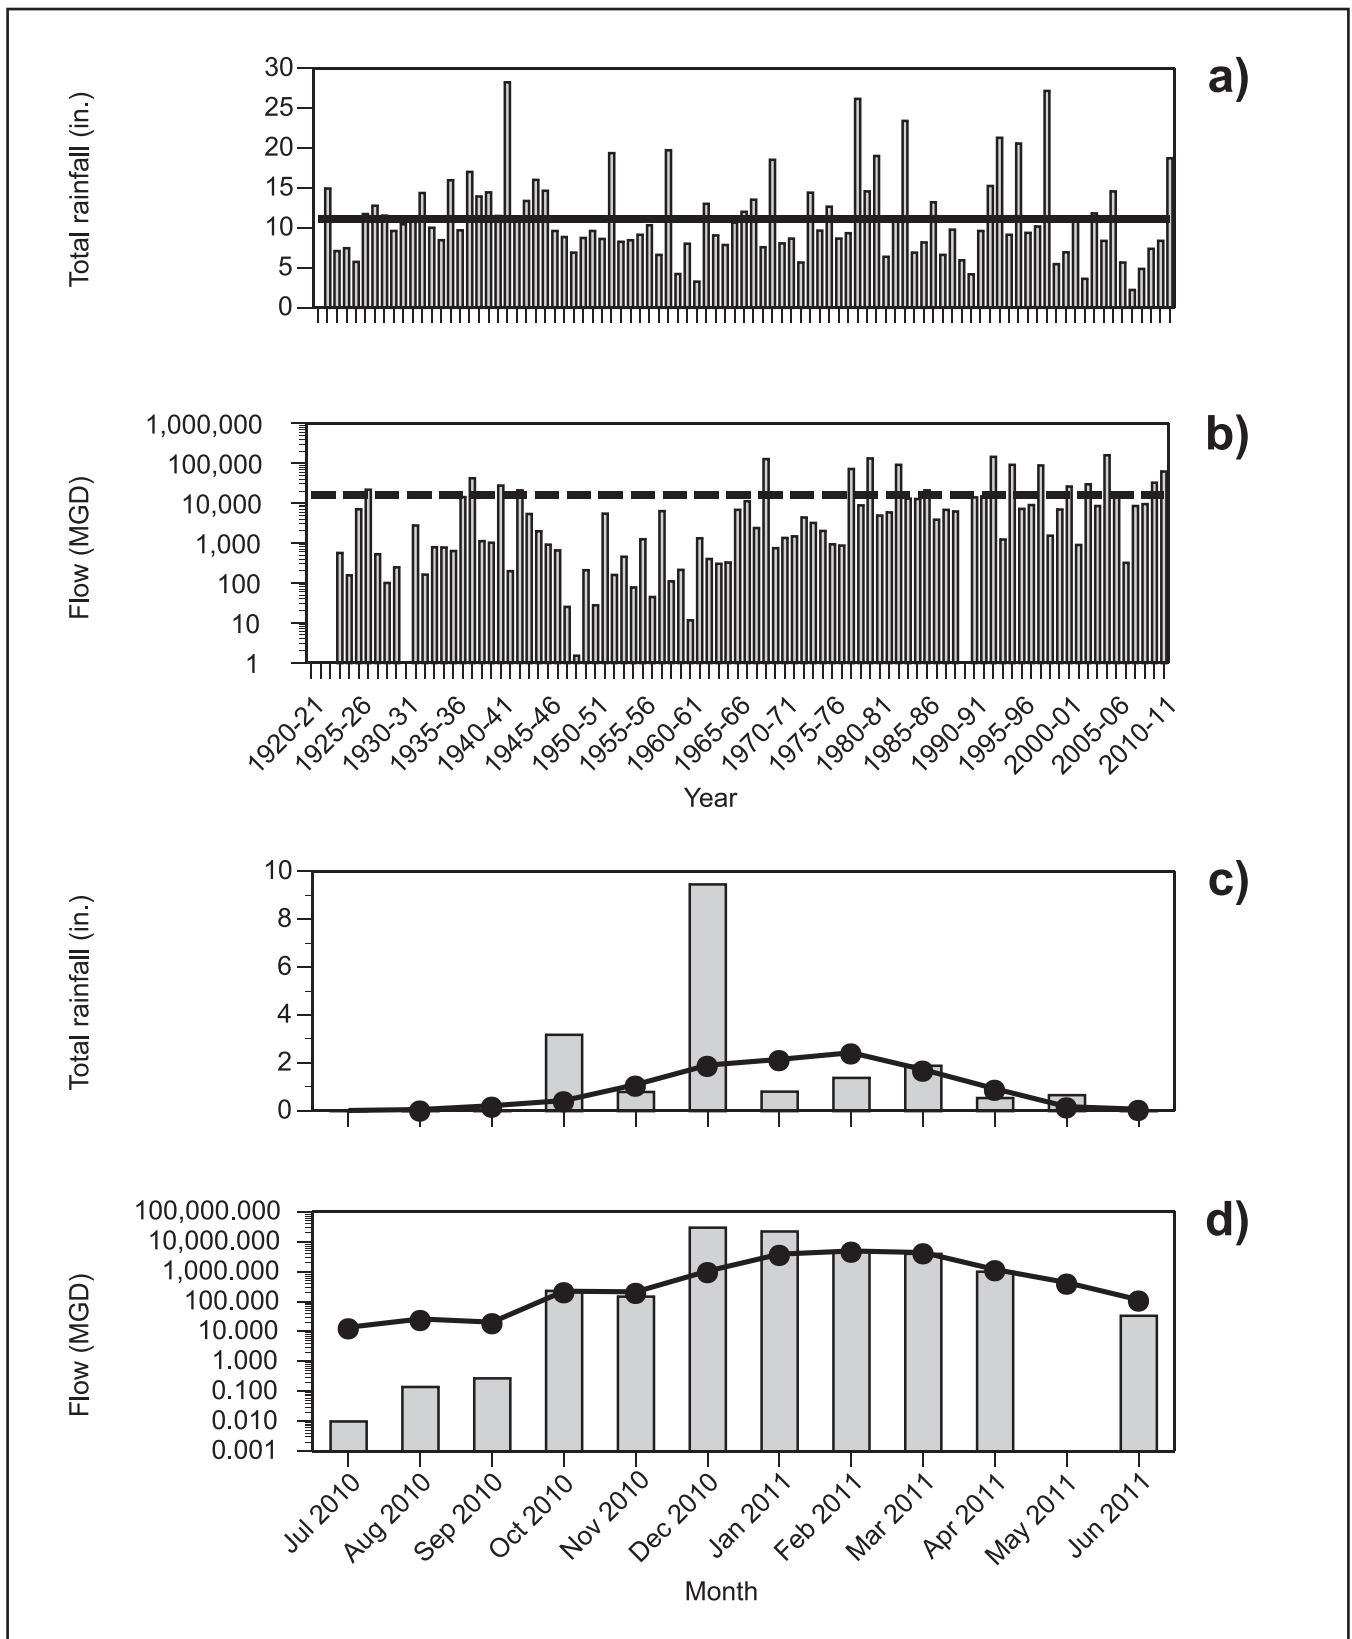 a)
Total rainfall (in.)
30
25
20
15
10
5
0
b)
Flow (MGD)
1,000,000
100,000
10,000
1,000
100
10
1
1920-21
1925-26
1930-31
1935-36
1940-41
1945-46
1950-51
1955-56
1960-61
1965-66
1970-71
1975-76
1980-81
1985-86
1990-91
1995-96
2000-01
2005-06
2010-11
Year
c)
Total rainfall (in.)
10
8
6
4
2
0
d)
Flow (MGD)
100,000.000
10,000.000
1,000.000
100.000
10.000
1.000
0.100
0.010
0.001
Jul 2010
Aug 2010
Sep 2010
Oct 2010
Nov 2010
Dec 2010
Jan 2011
Feb 2011
Mar 2011
Apr 2011
May 2011
Jun 2011
Month